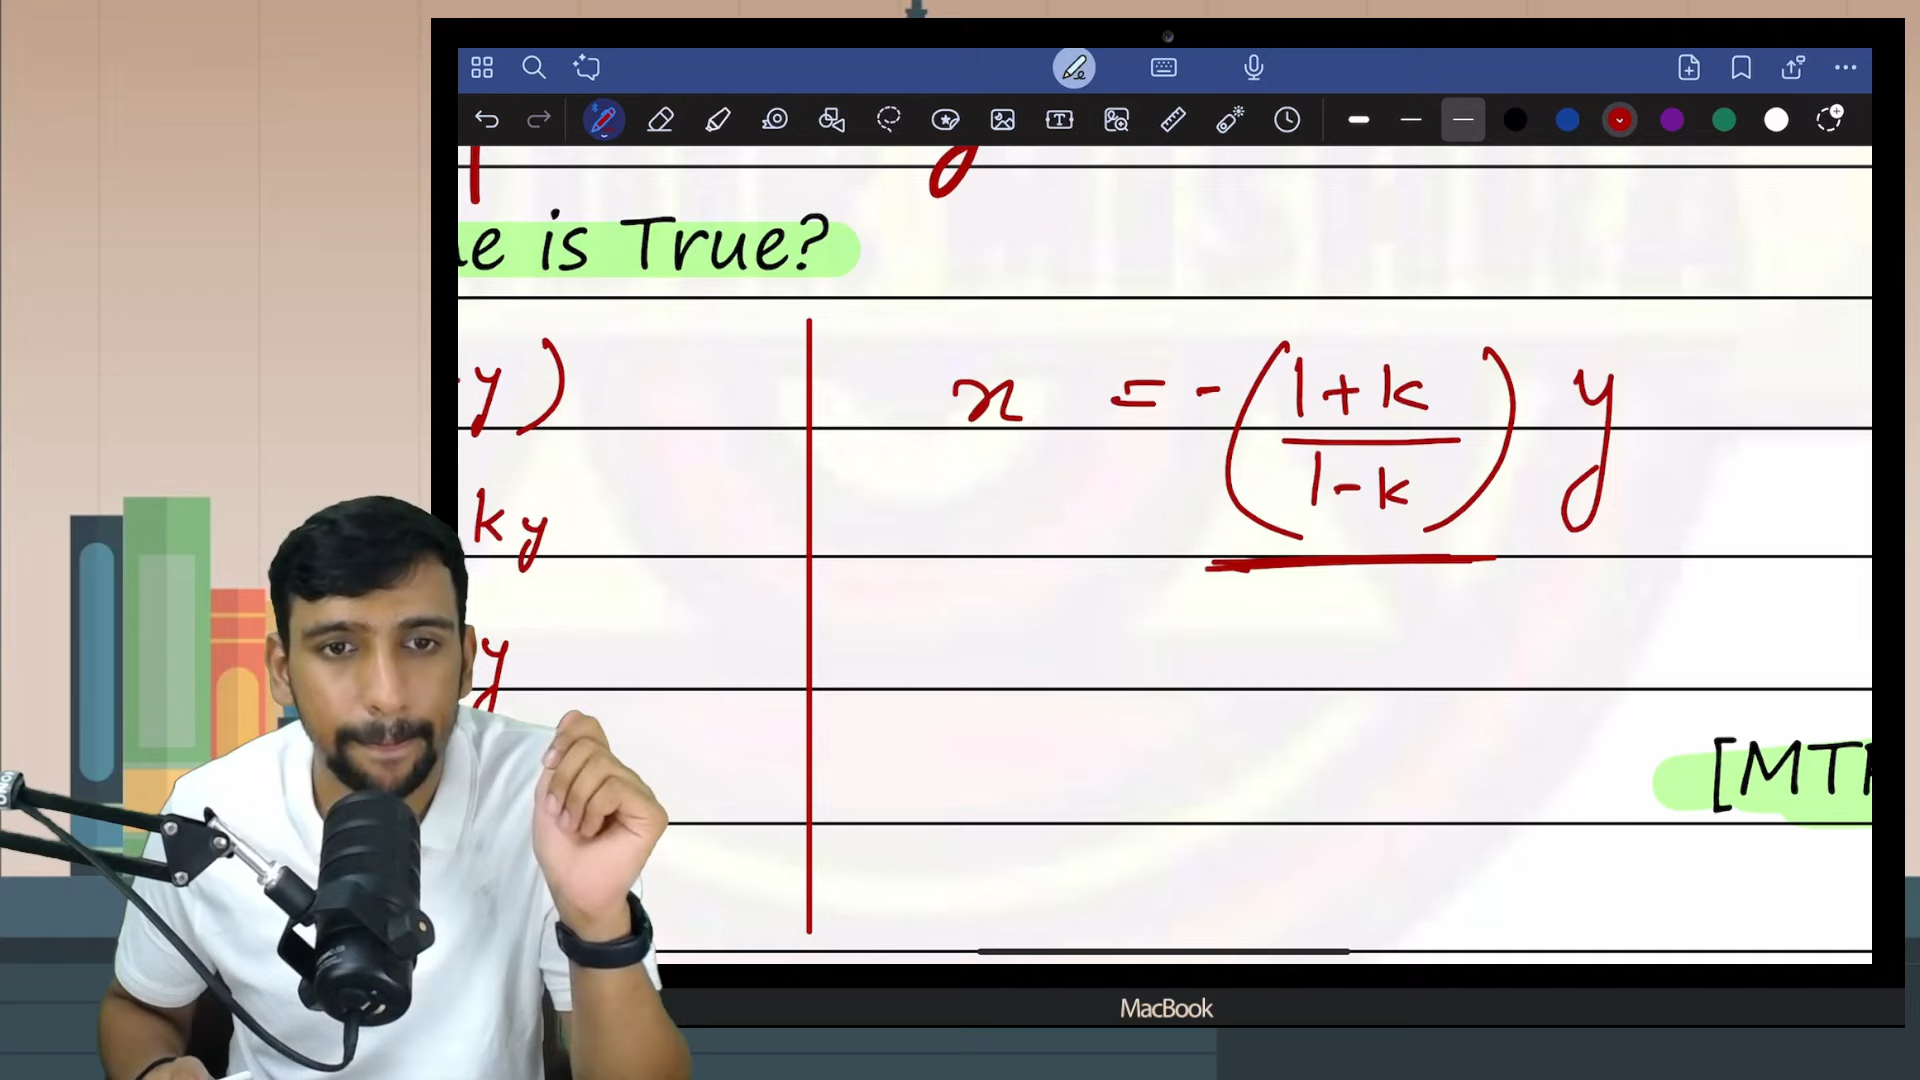 e is True?
y)
x = -(1+k/1-k) y
ky
y
[MT
MacBook